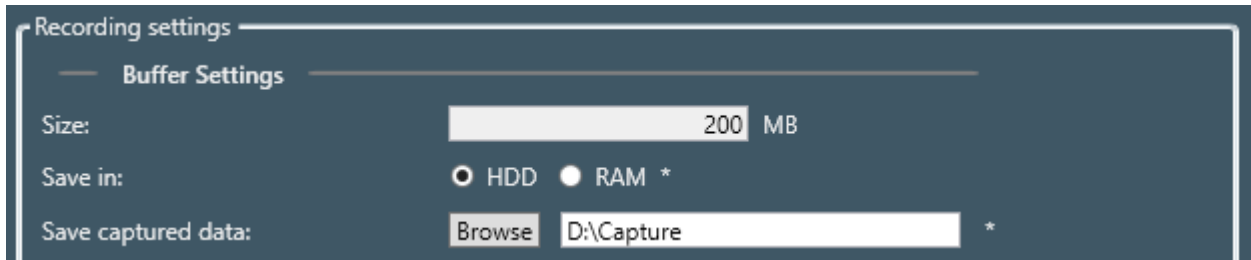 Recording settings
Buffer Settings
Size: 200 MB
Save in: HDD RAM *
Save captured data: Browse D:\Capture *